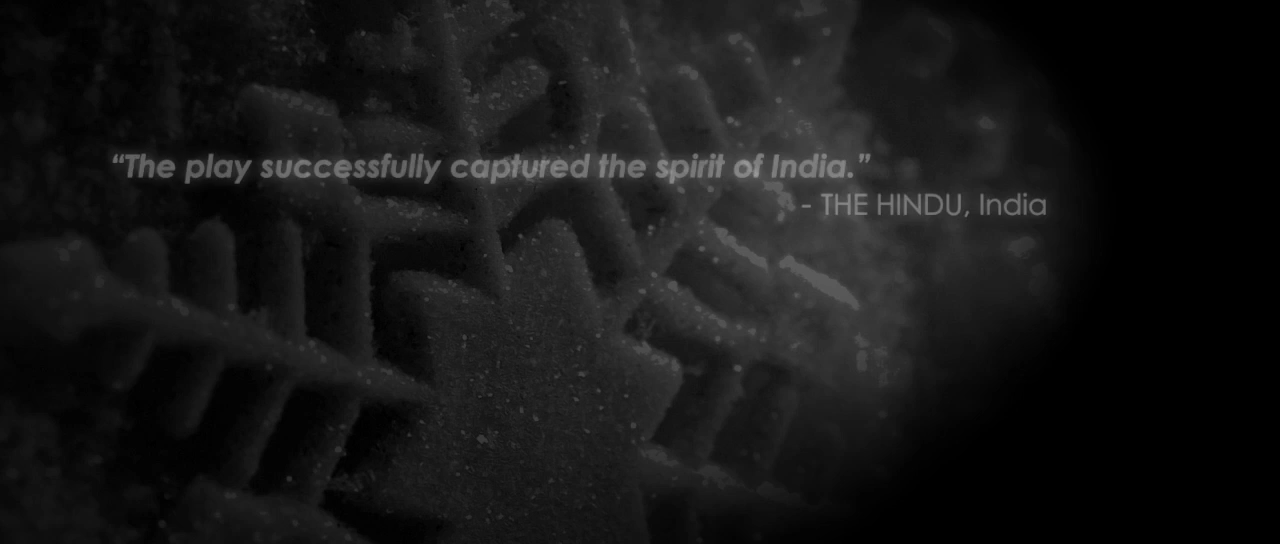 “The play successfully captured the spirit of India.”
- THE HINDU, India